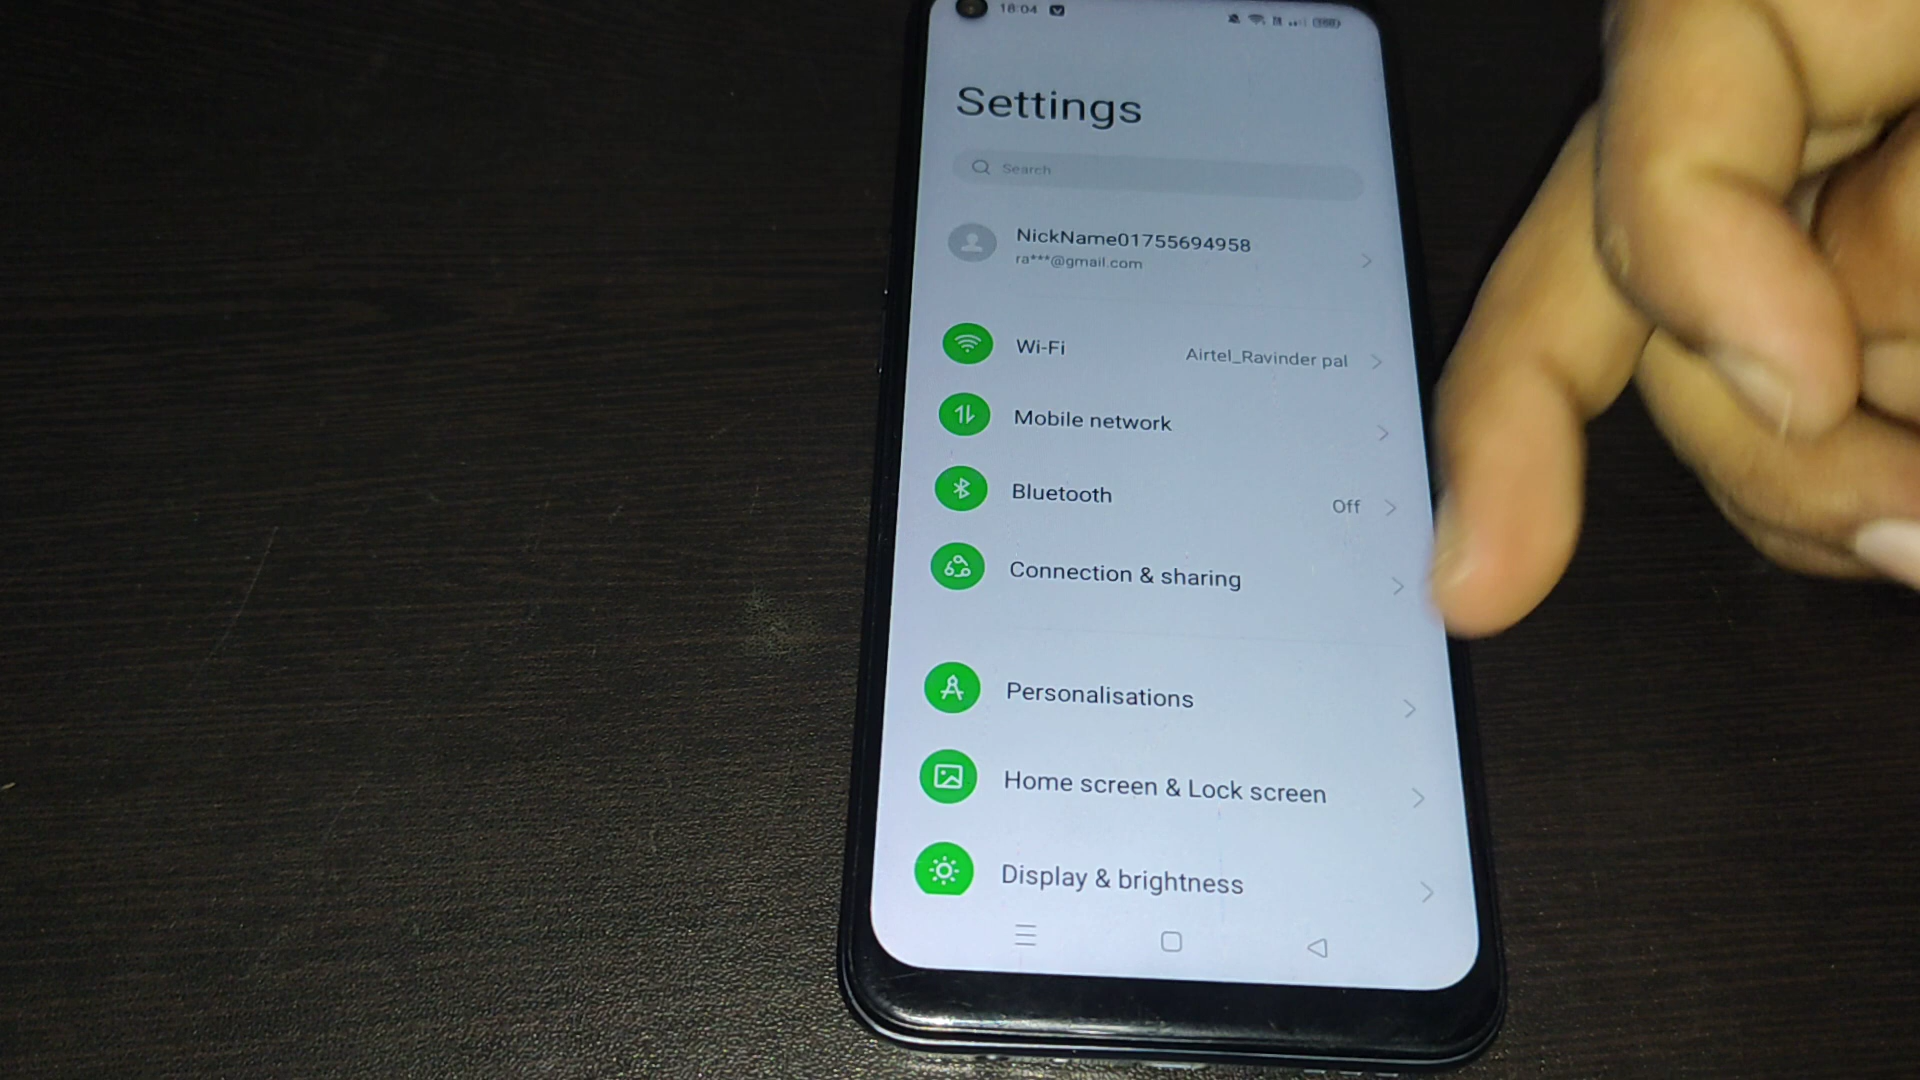 18:04
Settings
Search
NickName01755694958
ra***@gmail.com
Wi-Fi
Airtel_Ravinder pal
Mobile network
Bluetooth
Off
Connection & sharing
Personalisations
Home screen & Lock screen
Display & brightness